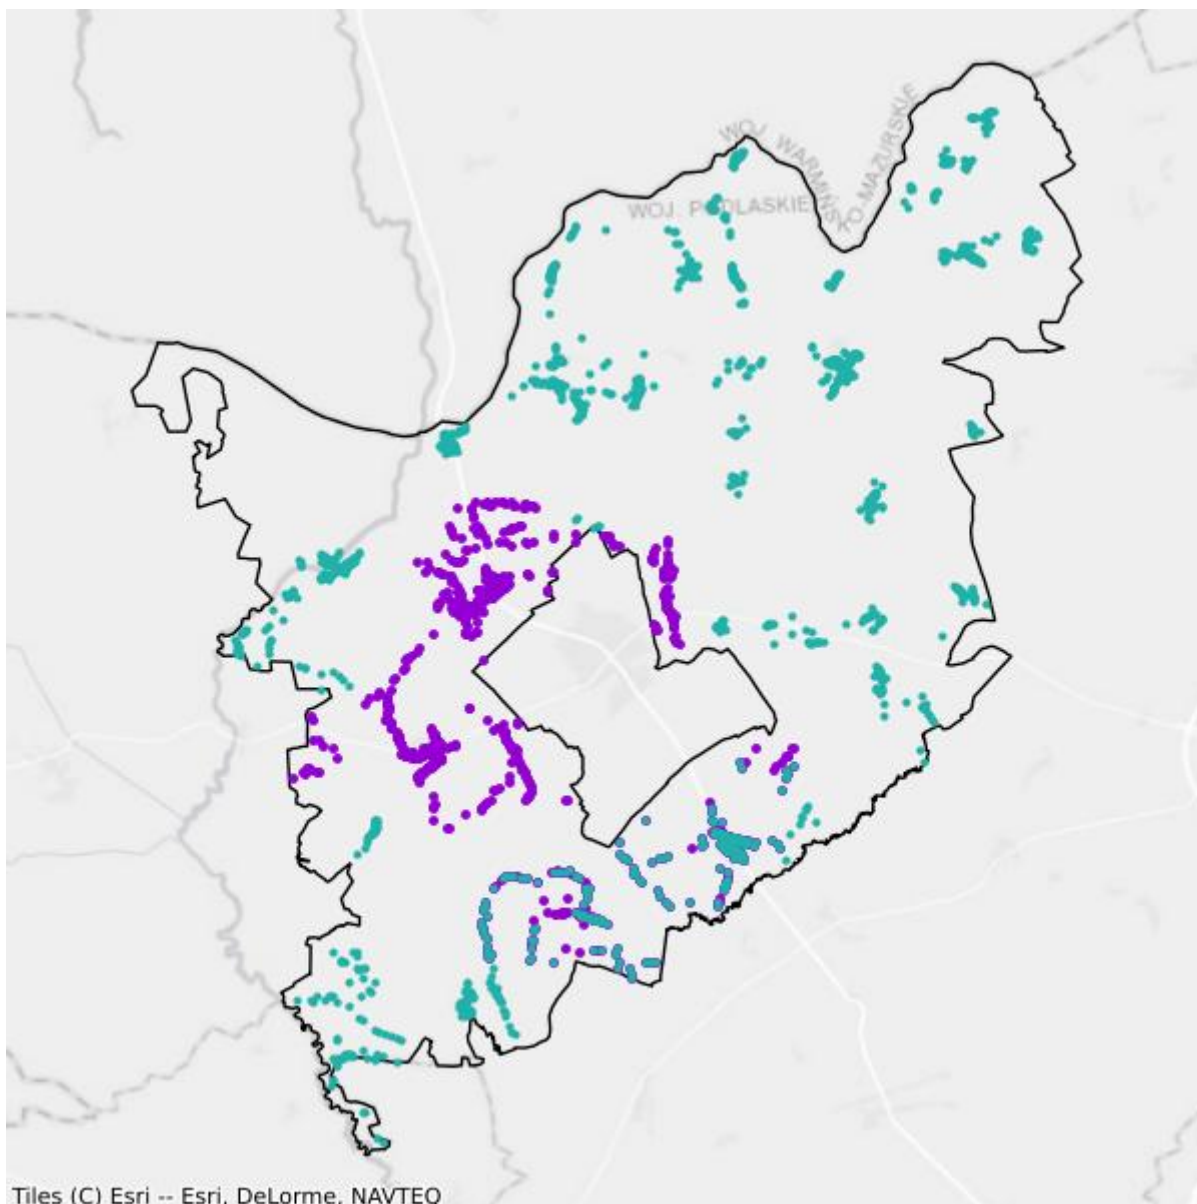 WOJ. WARMIŃSKO-MAZURSKIE
WOJ. PODLASKIE
Tiles (C) Esri -- Esri, DeLorme, NAVTEQ